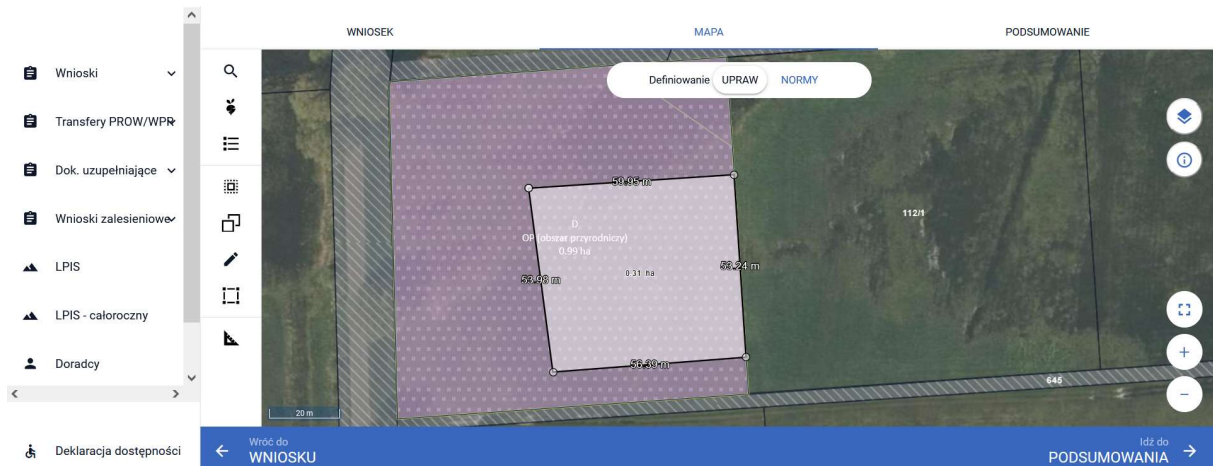 WNIOSEK
MAPA
PODSUMOWANIE
Wnioski
Transfery PROW/WPR
Dok. uzupełniające
Wnioski zalesieniowe
LPIS
LPIS - całoroczny
Doradcy
Deklaracja dostępności
Definiowanie UPRAW NORMY
59.95 m
D
OP (obszar przyrodniczy)
0.99 ha
0.31 ha
53.98 m
53.24 m
56.39 m
112/1
645
20 m
Wróć do
WNIOSKU
Idź do
PODSUMOWANIA